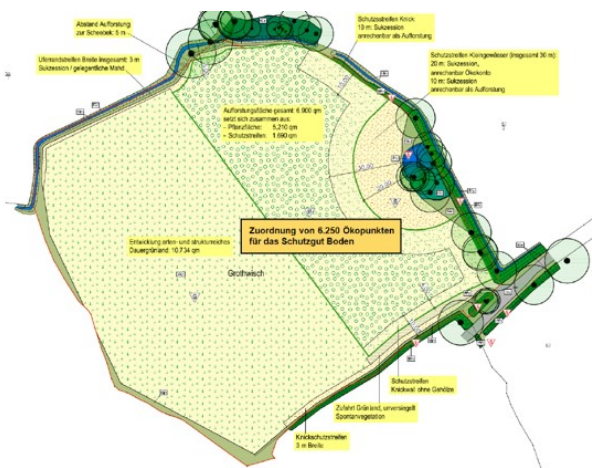 Abstand Aufforstung
zur Scheebek: 5 m
Schutzstreifen Knick:
10 m: Sukzession
anrechenbar als Aufforstung
Uferrandstreifen Breite insgesamt: 3 m
Sukzession / gelegentliche Mahd
Schutzstreifen Kleingewässer (insgesamt 30 m)
20 m: Sukzession,
anrechenbar Ökokonto
10 m: Sukzession
anrechenbar als Aufforstung
Aufforstungsfläche gesamt: 6.900 qm
setzt sich zusammen aus:
- Pflanzfläche: 5.210 qm
- Schutzstreifen: 1.690 qm
Zuordnung von 6.250 Ökopunkten
für das Schutzgut Boden
Entwicklung arten- und strukturreiches
Dauergrünland: 10.734 qm
Grothwisch
Schutzstreifen
Knickwall ohne Gehölze
Zufahrt Grünland, unversiegelt
Spontanvegetation
Knickschutzstreifen
3 m Breite